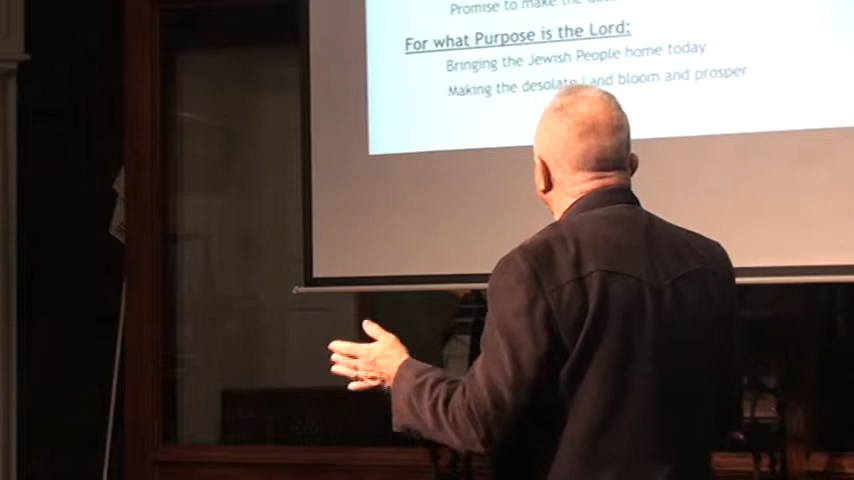 Promise to make the
For what Purpose is the Lord:
Bringing the Jewish People home today
Making the desolate Land bloom and prosper